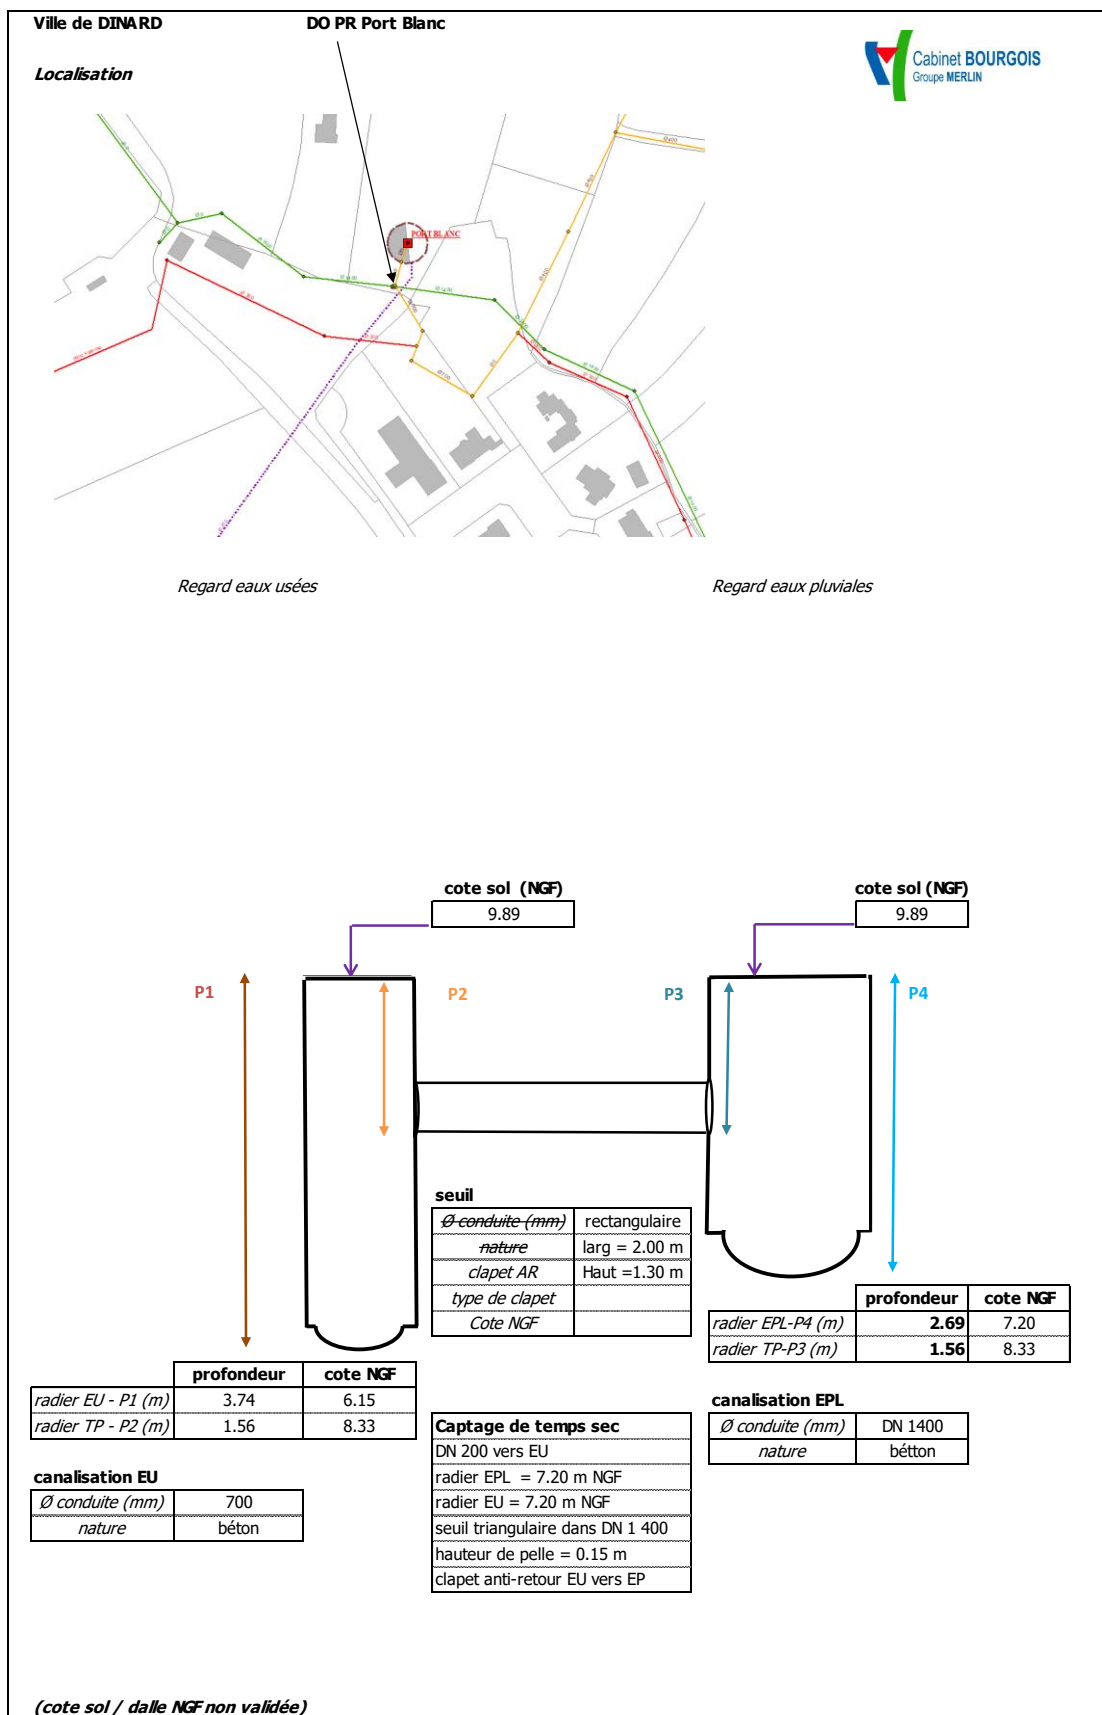 Ville de DINARD
DO PR Port Blanc
Localisation
Cabinet BOURGOIS
Groupe MERLIN
PORT BLANC
Regard eaux usées
Regard eaux pluviales
cote sol (NGF)
9.89
cote sol (NGF)
9.89
P1
P2
P3
P4
seuil
Ø conduite (mm) rectangulaire
nature larg = 2.00 m
clapet AR Haut =1.30 m
type de clapet
Cote NGF
profondeur cote NGF
radier EPL-P4 (m) 2.69 7.20
radier TP-P3 (m) 1.56 8.33
profondeur cote NGF
radier EU - P1 (m) 3.74 6.15
radier TP - P2 (m) 1.56 8.33
canalisation EPL
Ø conduite (mm) DN 1400
nature bétton
Captage de temps sec
DN 200 vers EU
radier EPL = 7.20 m NGF
radier EU = 7.20 m NGF
seuil triangulaire dans DN 1 400
hauteur de pelle = 0.15 m
clapet anti-retour EU vers EP
canalisation EU
Ø conduite (mm) 700
nature béton
(cote sol / dalle NGF non validée)